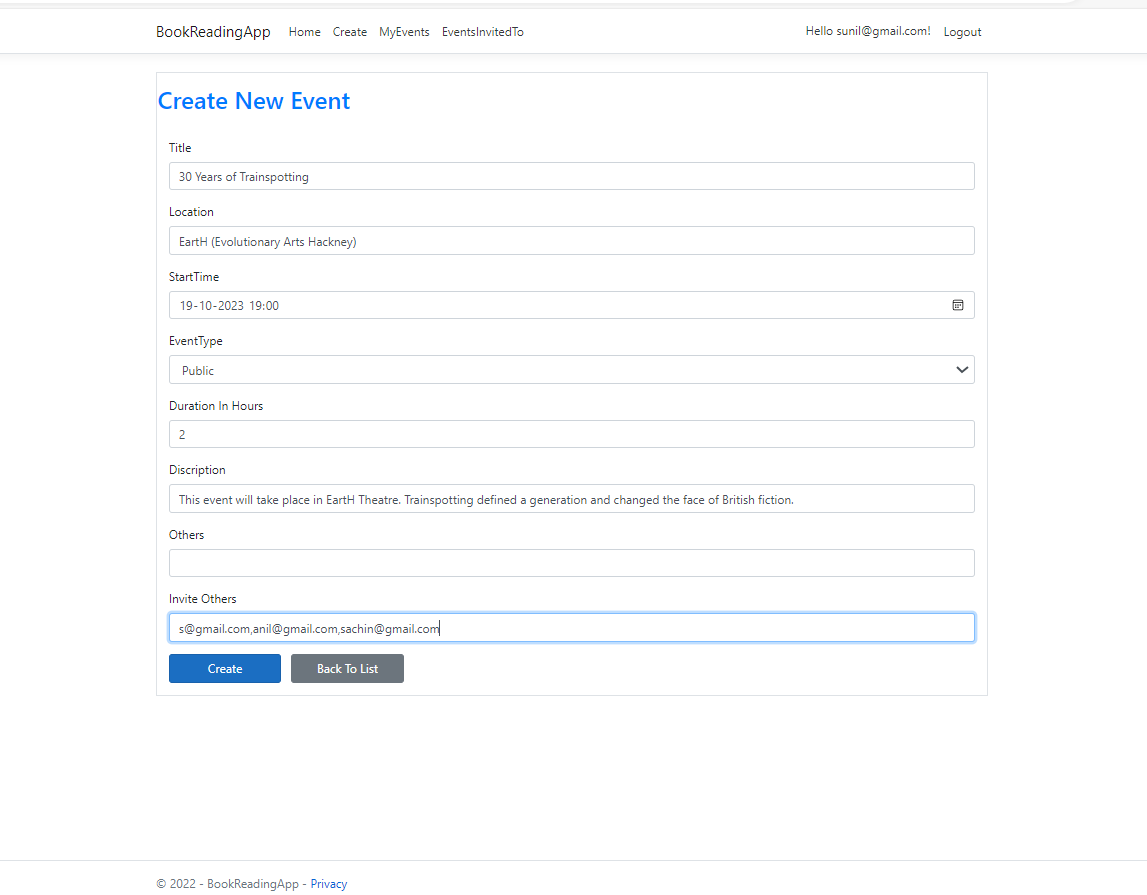 BookReadingApp Home Create MyEvents EventsInvitedTo Hello sunil@gmail.com! Logout
Create New Event
Title
30 Years of Trainspotting
Location
EartH (Evolutionary Arts Hackney)
StartTime
19-10-2023 19:00
EventType
Public
Duration In Hours
2
Discription
This event will take place in EartH Theatre. Trainspotting defined a generation and changed the face of British fiction.
Others
Invite Others
s@gmail.com,anil@gmail.com,sachin@gmail.com
Create Back To List
© 2022 - BookReadingApp - Privacy